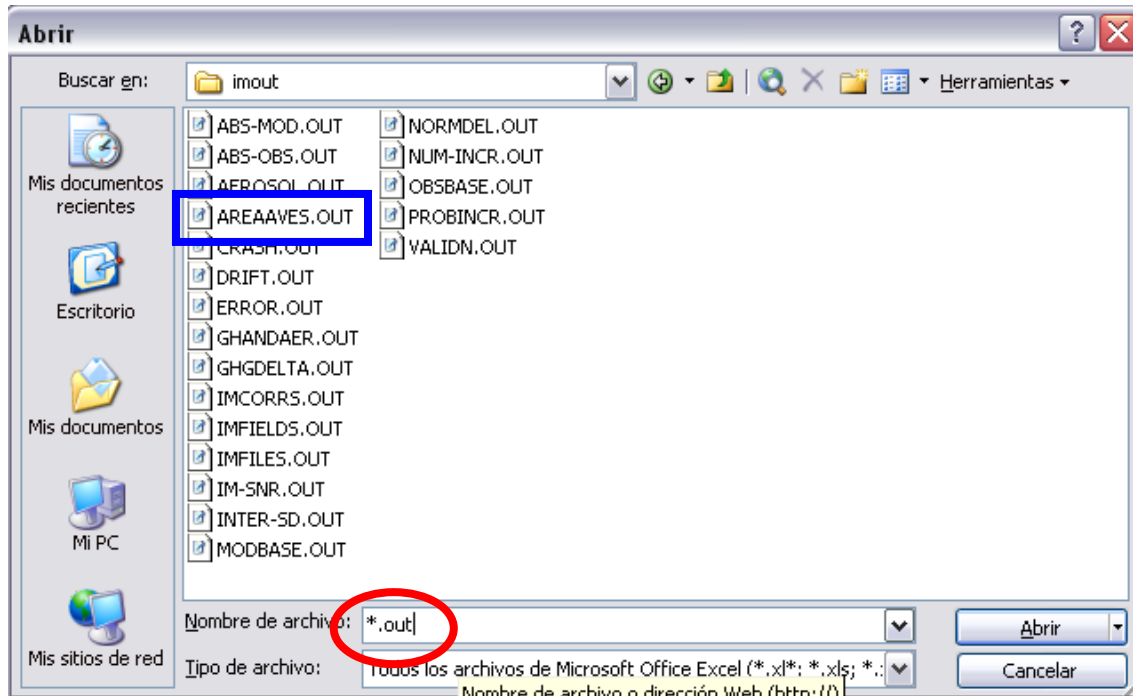 Abrir
Buscar en:
imout
Herramientas
Mis documentos
recientes
Escritorio
Mis documentos
Mi PC
Mis sitios de red
ABS-MOD.OUT
ABS-OBS.OUT
AEROSOL.OUT
AREAAVES.OUT
CRASH.OUT
DRIFT.OUT
ERROR.OUT
GHANDAER.OUT
GHGDELTA.OUT
IMCORRS.OUT
IMFIELDS.OUT
IMFILES.OUT
IM-SNR.OUT
INTER-SD.OUT
MODBASE.OUT
NORMDEL.OUT
NUM-INCR.OUT
OBSBASE.OUT
PROBINCR.OUT
VALIDN.OUT
Nombre de archivo: *.out
Abrir
Tipo de archivo: Todos los archivos de Microsoft Office Excel (*.xl*; *.xls; *.:
Cancelar
Nombre de archivo o dirección Web (http://)